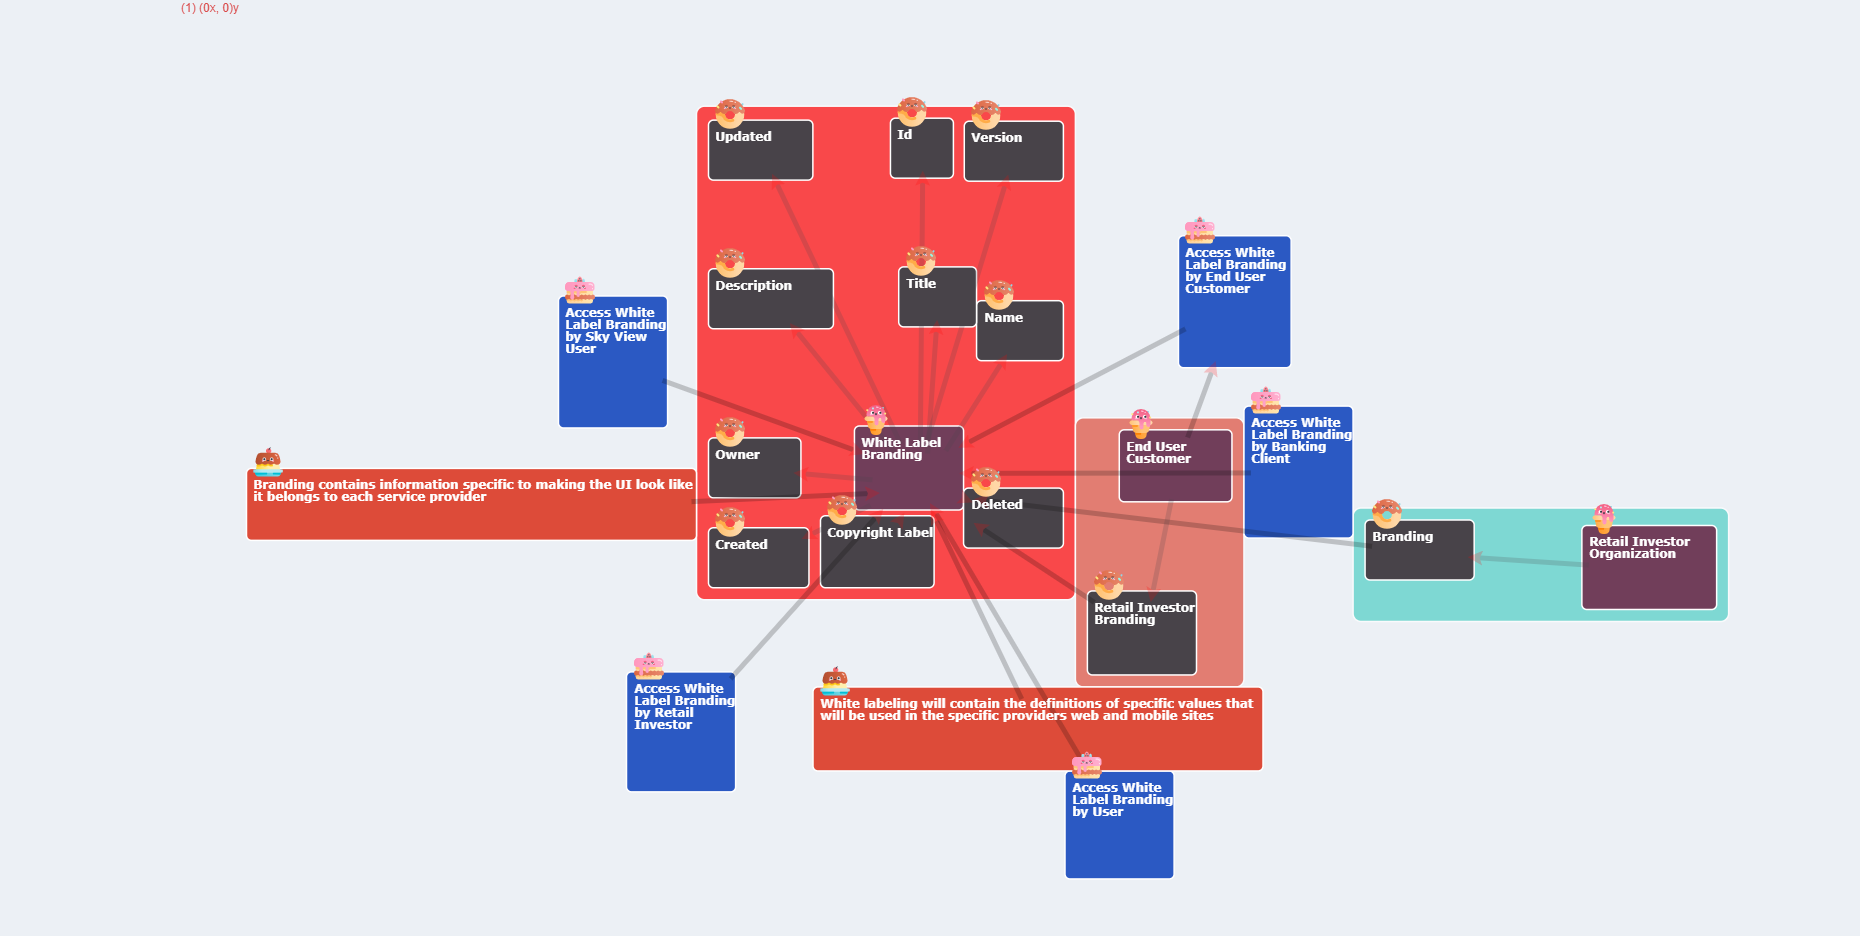 (1) (0x, 0)y
Updated
Id
Version
Description
Title
Name
Access White
Label Branding
by Sky View
User
Access White
Label Branding
by End User
Customer
Owner
White Label
Branding
End User
Customer
Access White
Label Branding
by Banking
Client
Branding contains information specific to making the UI look like
it belongs to each service provider
Deleted
Created
Copyright Label
Branding
Retail Investor
Organization
Retail Investor
Branding
Access White
Label Branding
by Retail
Investor
White labeling will contain the definitions of specific values that
will be used in the specific providers web and mobile sites
Access White
Label Branding
by User